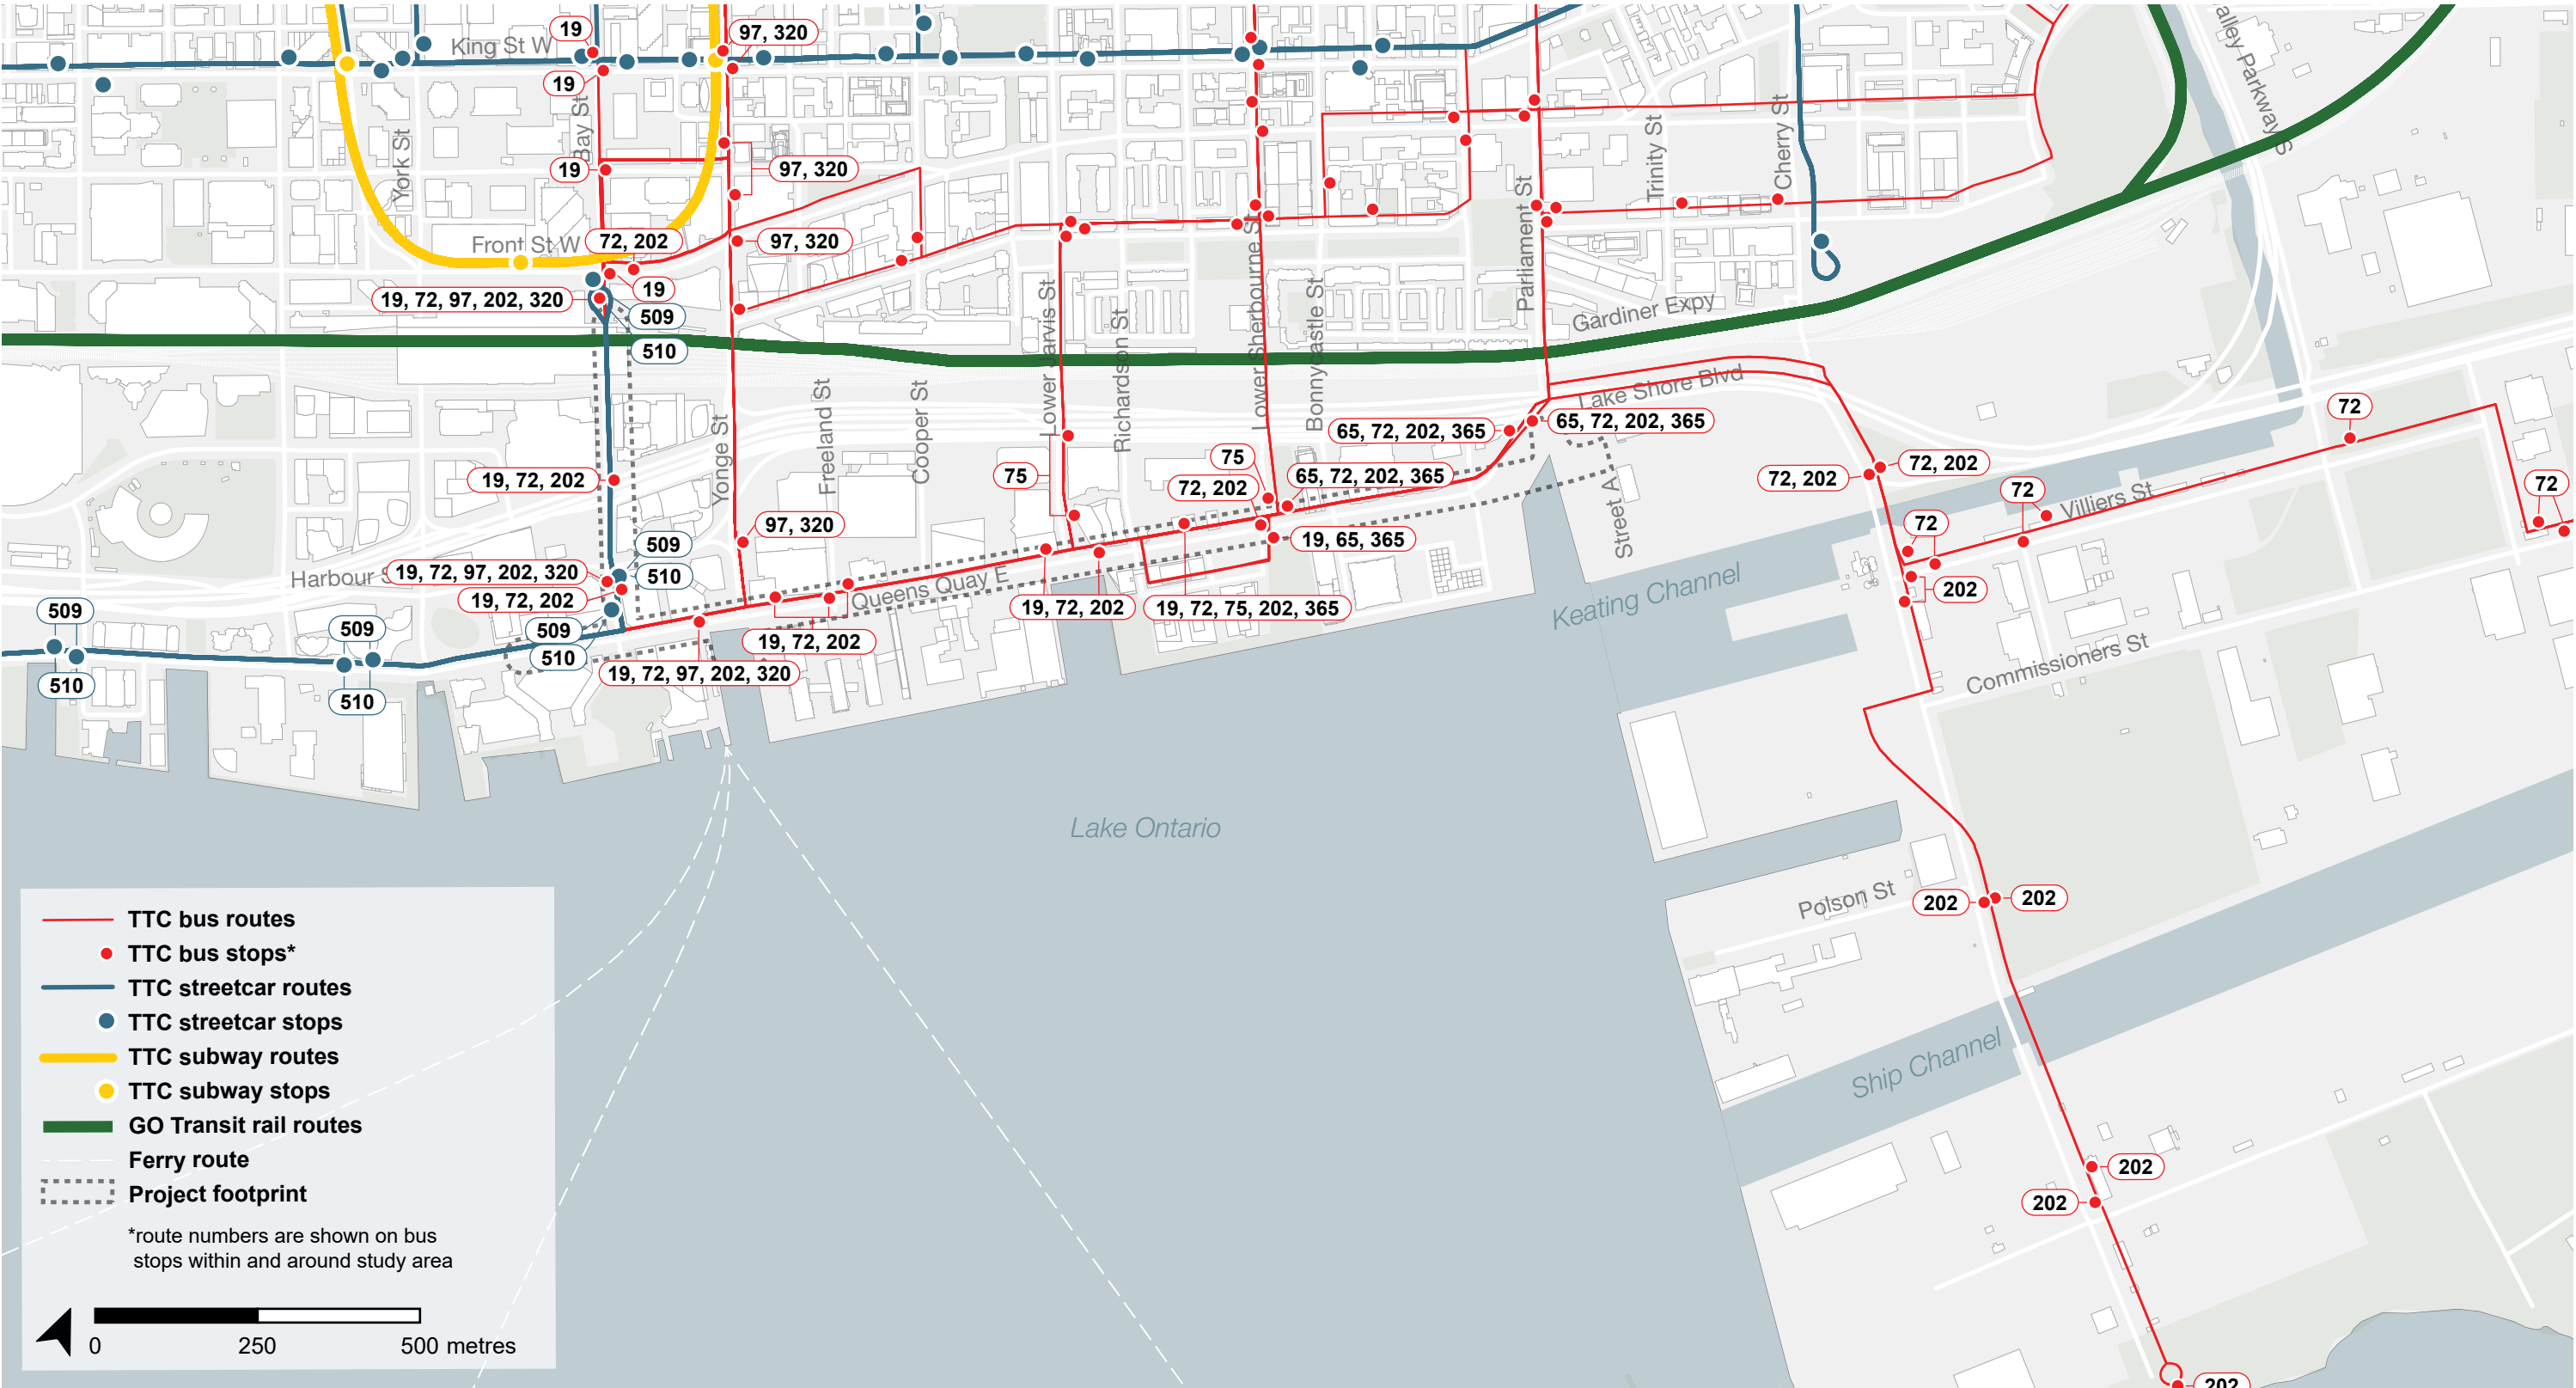 19
97, 320
King St W
alley Parkway S
19
Bay St
York St
19
97, 320
Trinity St
Cherry St
Parliament St
Front St W
72, 202
97, 320
Lower Sherbourne St
19
19, 72, 97, 202, 320
509
510
Lower Jarvis St
Richardson St
Bonnycastle St
Gardiner Expy
Lake Shore Blvd
Freeland St
Cooper St
Yonge St
65, 72, 202, 365
65, 72, 202, 365
72
75
75
72, 202
65, 72, 202, 365
72, 202
72, 202
19, 72, 202
72
72
Villiers St
Street A
97, 320
72
19, 65, 365
509
510
Harbour S
19, 72, 97, 202, 320
19, 72, 202
Queens Quay E
Keating Channel
202
509
509
509
510
510
510
19, 72, 202
19, 72, 202
19, 72, 75, 202, 365
19, 72, 97, 202, 320
Commissioners St
Lake Ontario
Polson St
202
202
Ship Channel
202
202
202
TTC bus routes
TTC bus stops*
TTC streetcar routes
TTC streetcar stops
TTC subway routes
TTC subway stops
GO Transit rail routes
Ferry route
Project footprint
*route numbers are shown on bus
stops within and around study area
0 250 500 metres